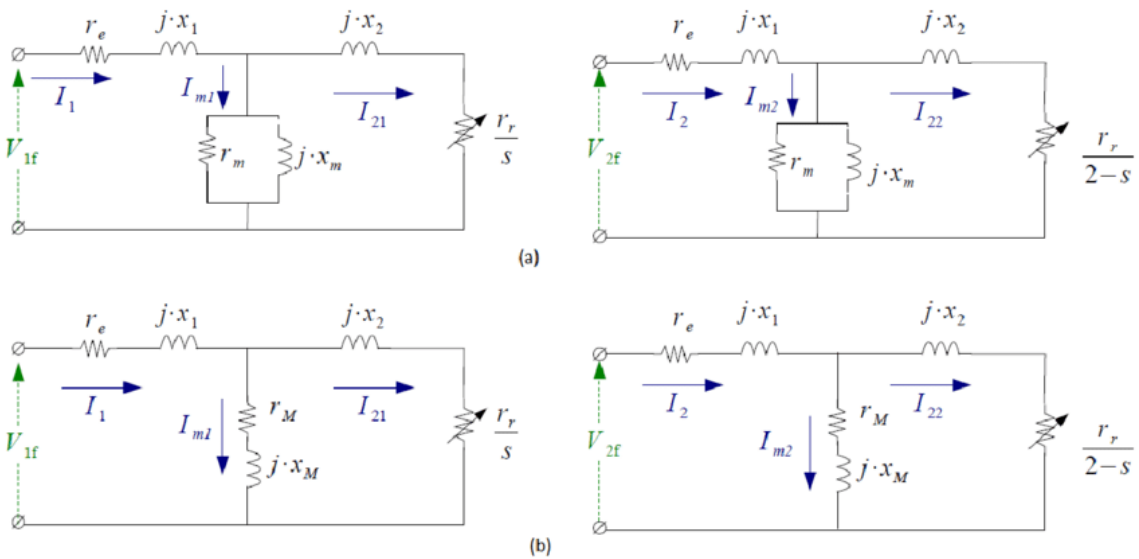 r_e j·x_1 j·x_2
I_1 I_m1 I_21
V_1f r_m j·x_m r_r/s
r_e j·x_1 j·x_2
I_2 I_m2 I_22
V_2f r_m j·x_m r_r/2−s
(a)
r_e j·x_1 j·x_2
I_1 I_m1 r_M I_21
V_1f j·x_M r_r/s
r_e j·x_1 j·x_2
I_2 I_m2 r_M I_22
V_2f j·x_M r_r/2−s
(b)